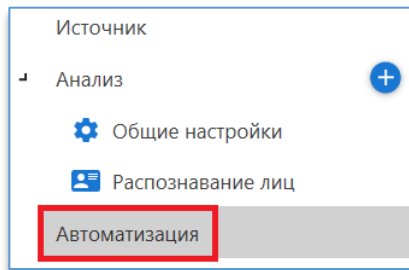 Источник
Анализ
Общие настройки
Распознавание лиц
Автоматизация